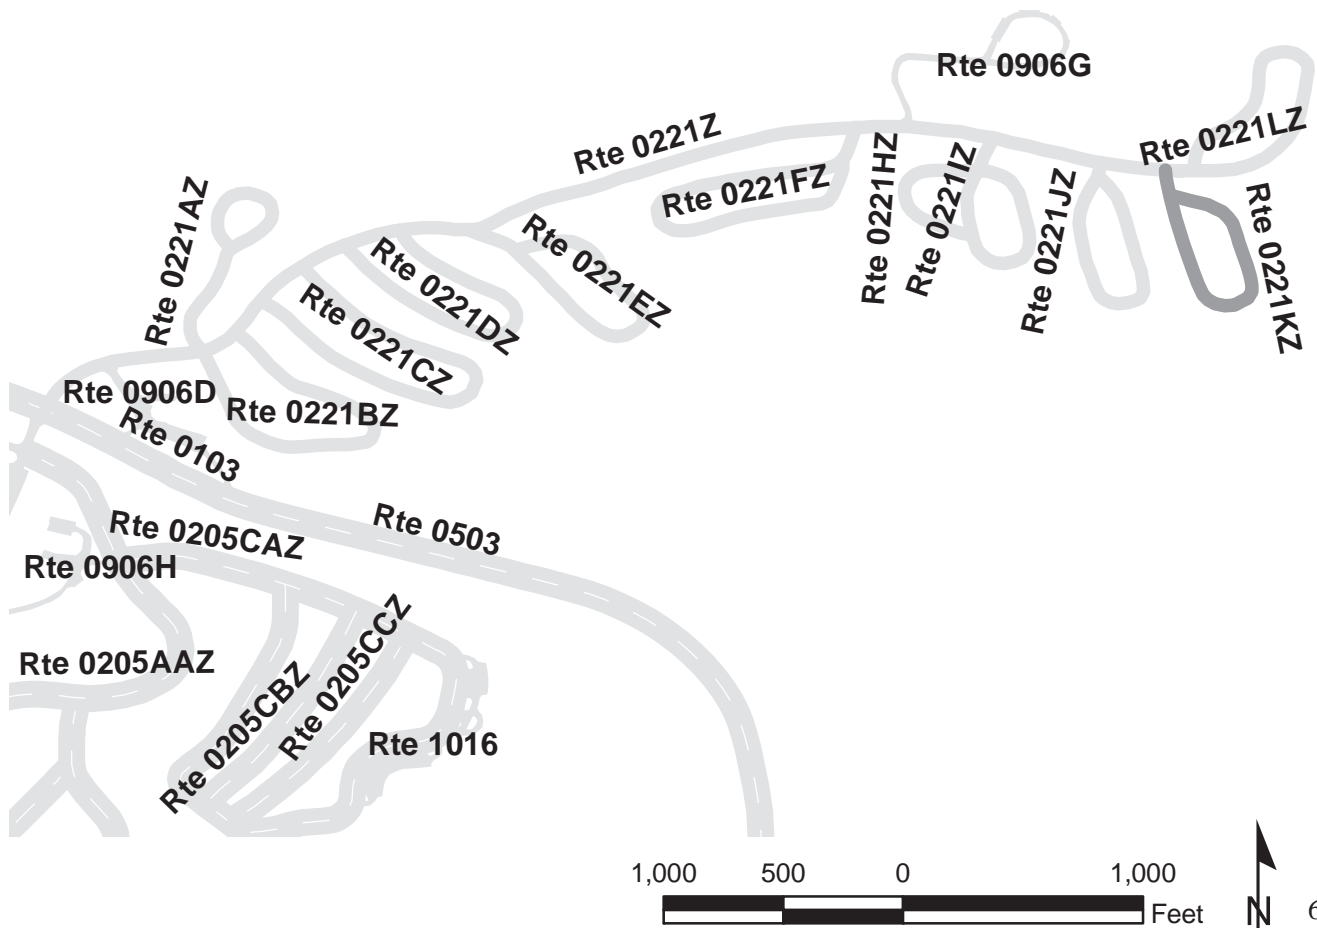 Rte 0906G
Rte 0221Z
Rte 0221LZ
Rte 0221FZ
Rte 0221HZ
Rte 0221IZ
Rte 0221JZ
Rte 0221KZ
Rte 0221AZ
Rte 0221EZ
Rte 0221DZ
Rte 0221CZ
Rte 0906D
Rte 0221BZ
Rte 0103
Rte 0503
Rte 0205CAZ
Rte 0906H
Rte 0205AAZ
Rte 0205CBZ
Rte 0205CCZ
Rte 1016
1,000 500 0 1,000
Feet
N